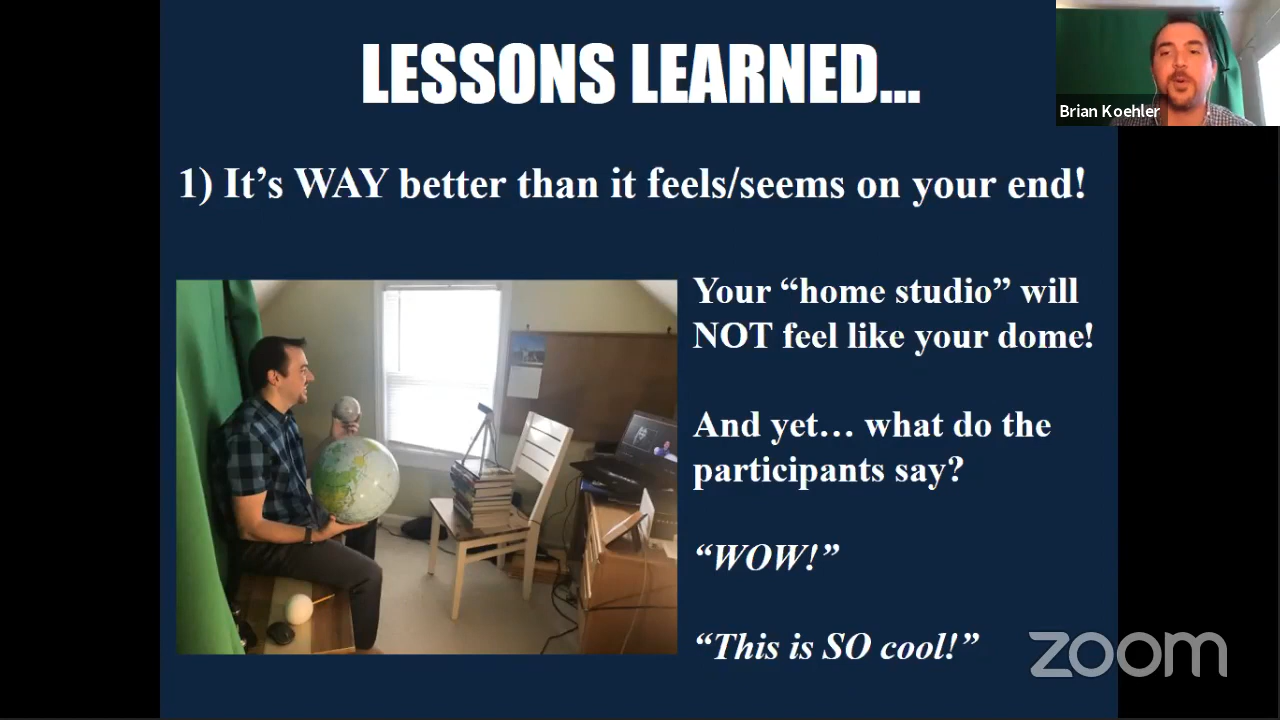 LESSONS LEARNED...
Brian Koehler
1) It's WAY better than it feels/seems on your end!
Your “home studio” will
NOT feel like your dome!
And yet… what do the
participants say?
“WOW!”
“This is SO cool!”
zoom